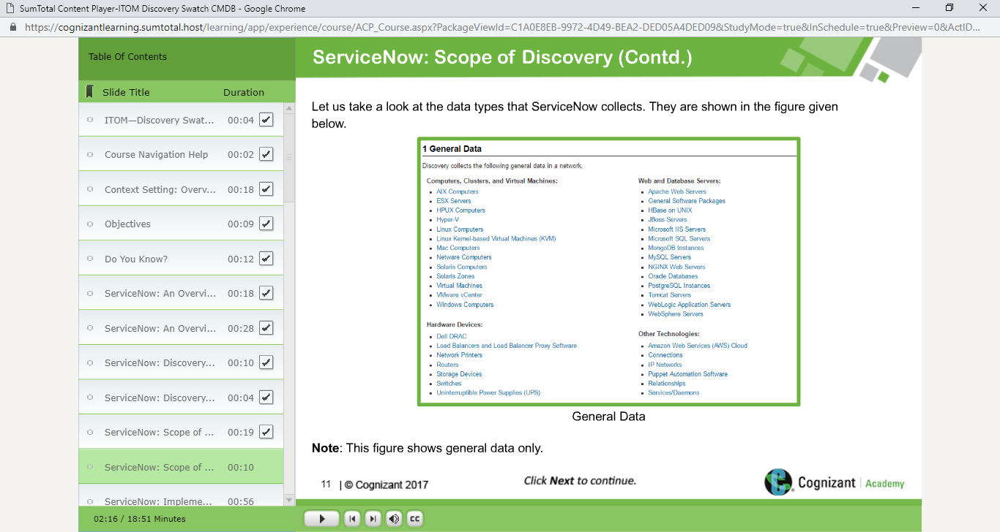 SumTotal Content Player-ITOM Discovery Swatch CMDB - Google Chrome
https://cognizantlearning.sumtotal.host/learning/app/experience/course/ACP_Course.aspx?PackageViewId=C1A0E8EB-9972-4D49-BEA2-DED05A4DED09&StudyMode=true&InSchedule=true&Preview=0&ActID...
Table Of Contents
Slide Title Duration
ITOM—Discovery Swat... 00:04
Course Navigation Help 00:02
Context Setting: Overv... 00:18
Objectives 00:09
Do You Know? 00:12
ServiceNow: An Overvi... 00:18
ServiceNow: An Overvi... 00:28
ServiceNow: Discovery... 00:10
ServiceNow: Discovery... 00:04
ServiceNow: Scope of ... 00:19
ServiceNow: Scope of ... 00:10
ServiceNow: Impleme... 00:56
02:16 / 18:51 Minutes
ServiceNow: Scope of Discovery (Contd.)
Let us take a look at the data types that ServiceNow collects. They are shown in the figure given
below.
1 General Data
Discovery collects the following general data in a network.
Computers, Clusters, and Virtual Machines:
AIX Computers
ESX Servers
HPUX Computers
Hyper-V
Linux Computers
Linux Kernel-based Virtual Machines (KVM)
Mac Computers
Netware Computers
Solaris Computers
Solaris Zones
Virtual Machines
VMware vCenter
Windows Computers
Hardware Devices:
Dell DRAC
Load Balancers and Load Balancer Proxy Software
Network Printers
Routers
Storage Devices
Switches
Uninterruptible Power Supplies (UPS)
Web and Database Servers:
Apache Web Servers
General Software Packages
HBase on UNIX
JBoss Servers
Microsoft IIS Servers
Microsoft SQL Servers
MongoDB Instances
MySQL Servers
NGINX Web Servers
Oracle Databases
PostgreSQL Instances
Tomcat Servers
WebLogic Application Servers
WebSphere Servers
Other Technologies:
Amazon Web Services (AWS) Cloud
Connections
IP Networks
Puppet Automation Software
Relationships
Services/Daemons
General Data
Note: This figure shows general data only.
11 | © Cognizant 2017
Click Next to continue.
Cognizant | Academy
CC